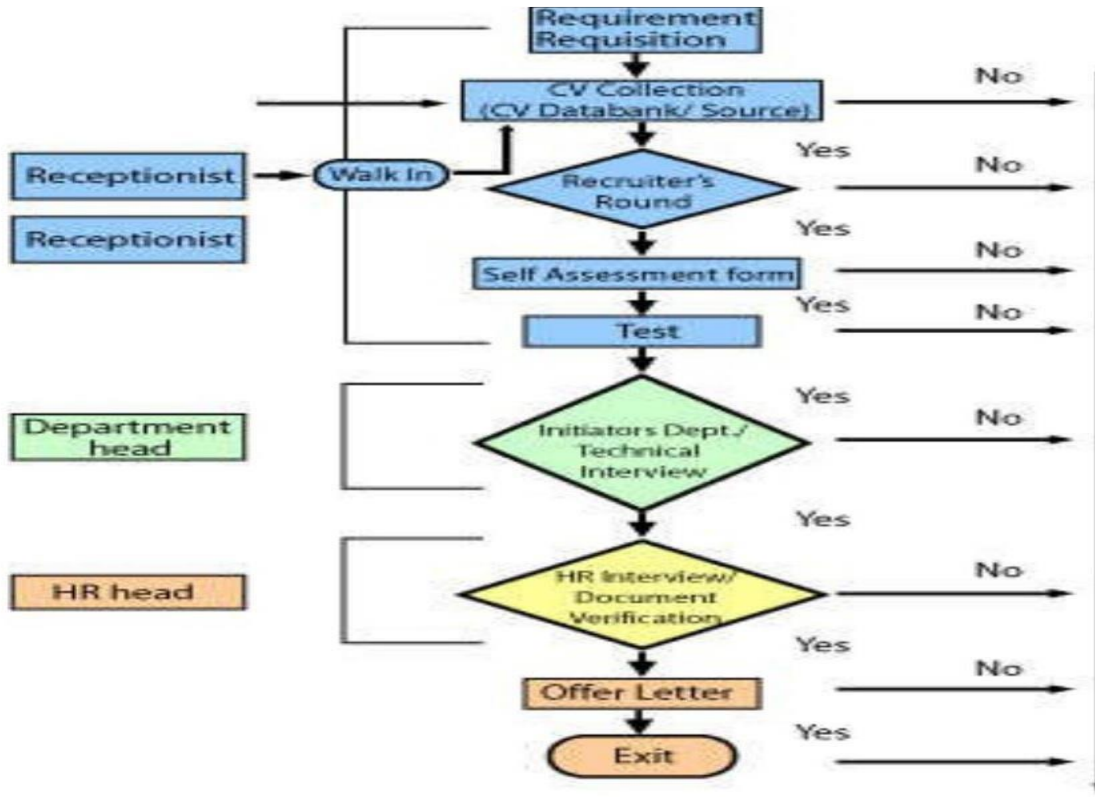 Requirement
Requisition
No
CV Collection
(CV Databank/ Source)
Yes
No
Receptionist
Walk In
Recruiter's
Round
Yes
Receptionist
No
Self Assessment form
Yes
No
Test
Yes
No
Department
head
Initiators Dept./
Technical
Interview
Yes
No
HR head
HR Interview/
Document
Verification
Yes
No
Offer Letter
Yes
Exit